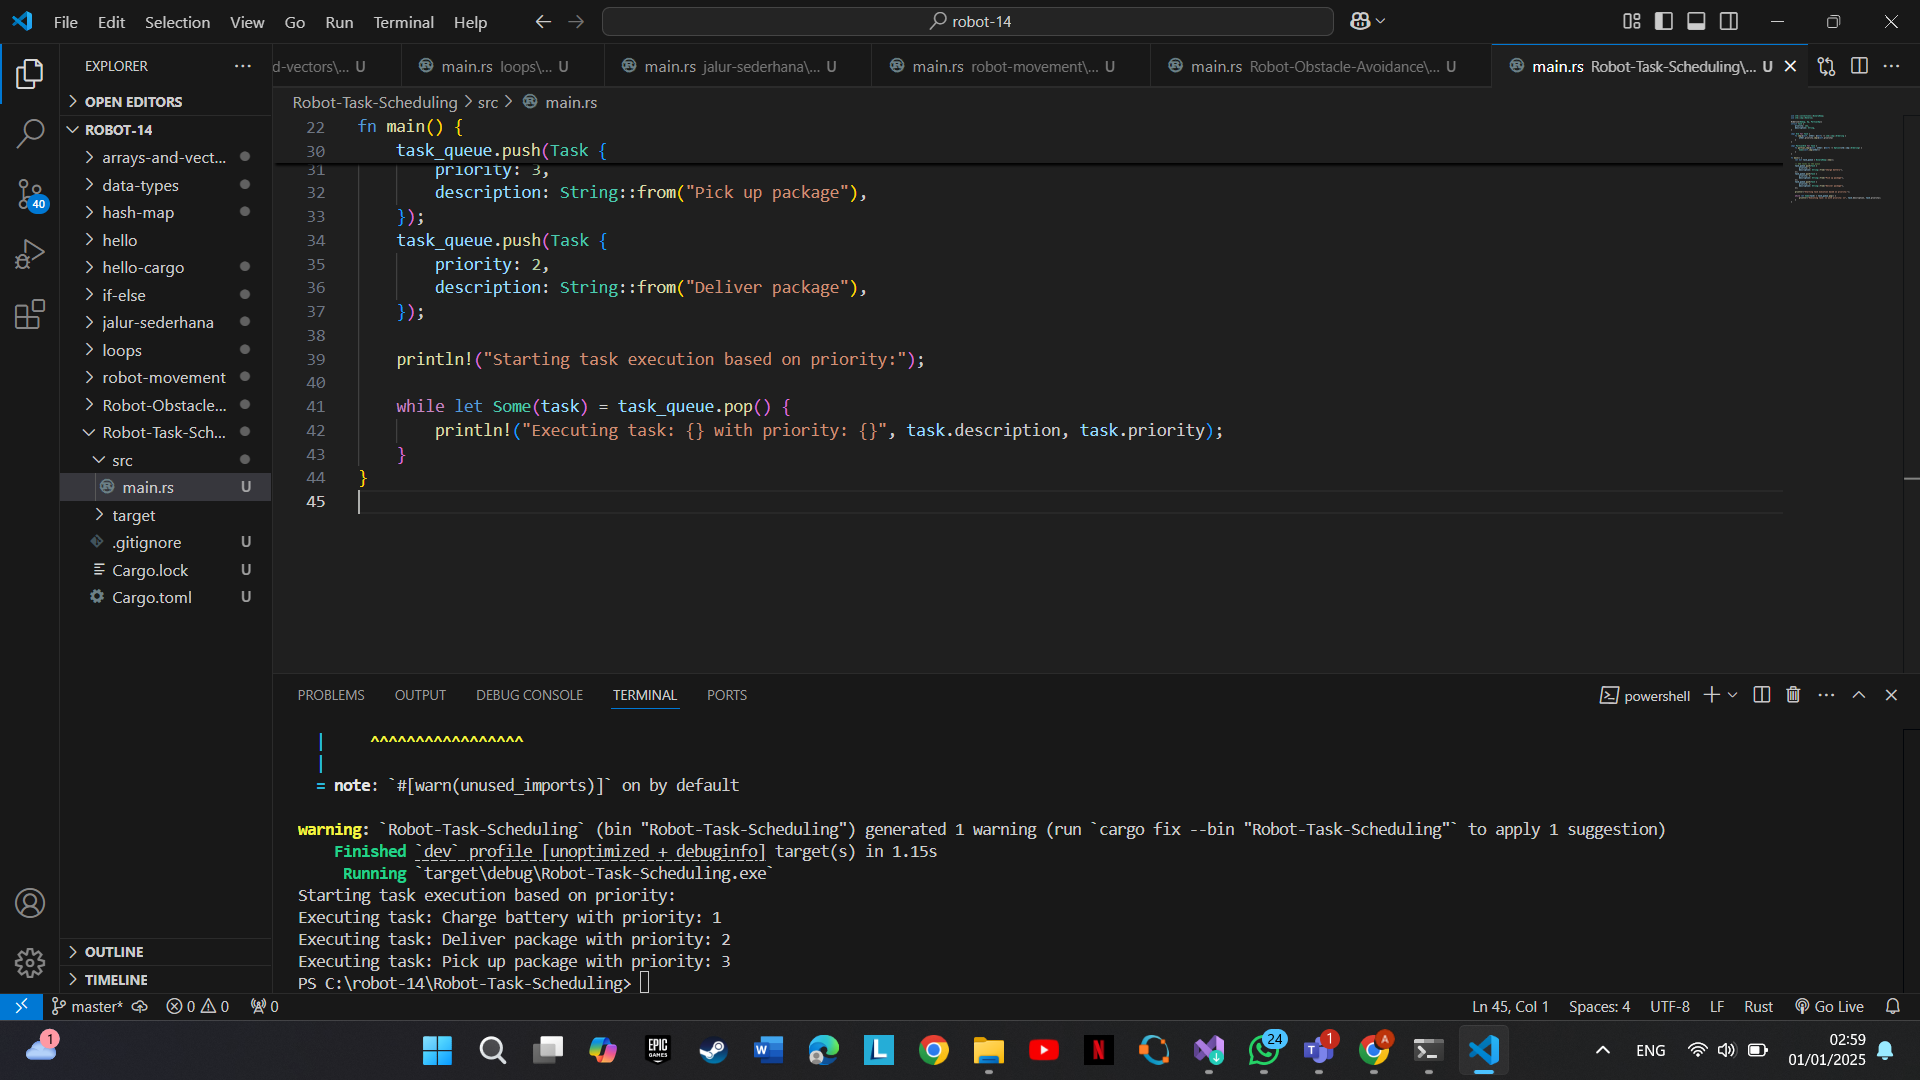 File Edit Selection View Go Run Terminal Help
robot-14
EXPLORER
d-vectors\... U
main.rs loops\... U
main.rs jalur-sederhana\... U
main.rs robot-movement\... U
main.rs Robot-Obstacle-Avoidance\... U
main.rs Robot-Task-Scheduling\... U
OPEN EDITORS
ROBOT-14
arrays-and-vect...
data-types
hash-map
hello
hello-cargo
if-else
jalur-sederhana
loops
robot-movement
Robot-Obstacle...
Robot-Task-Sch...
src
main.rs U
target
.gitignore U
Cargo.lock U
Cargo.toml U
OUTLINE
TIMELINE
40
Robot-Task-Scheduling > src > main.rs
22 fn main() {
30 task_queue.push(Task {
31 priority: 3,
32 description: String::from("Pick up package"),
33 });
34 task_queue.push(Task {
35 priority: 2,
36 description: String::from("Deliver package"),
37 });
38
39 println!("Starting task execution based on priority:");
40
41 while let Some(task) = task_queue.pop() {
42 println!("Executing task: {} with priority: {}", task.description, task.priority);
43 }
44 }
45
PROBLEMS OUTPUT DEBUG CONSOLE TERMINAL PORTS
powershell
| ^^^^^^^^^^^^^^^^^
|
= note: `#[warn(unused_imports)]` on by default
warning: `Robot-Task-Scheduling` (bin "Robot-Task-Scheduling") generated 1 warning (run `cargo fix --bin "Robot-Task-Scheduling"` to apply 1 suggestion)
Finished `dev` profile [unoptimized + debuginfo] target(s) in 1.15s
Running `target\debug\Robot-Task-Scheduling.exe`
Starting task execution based on priority:
Executing task: Charge battery with priority: 1
Executing task: Deliver package with priority: 2
Executing task: Pick up package with priority: 3
PS C:\robot-14\Robot-Task-Scheduling>
master* 0 0 0
Ln 45, Col 1 Spaces: 4 UTF-8 LF Rust Go Live
1
EPIC GAMES
W
L
N
24
1
A
ENG
02:59
01/01/2025